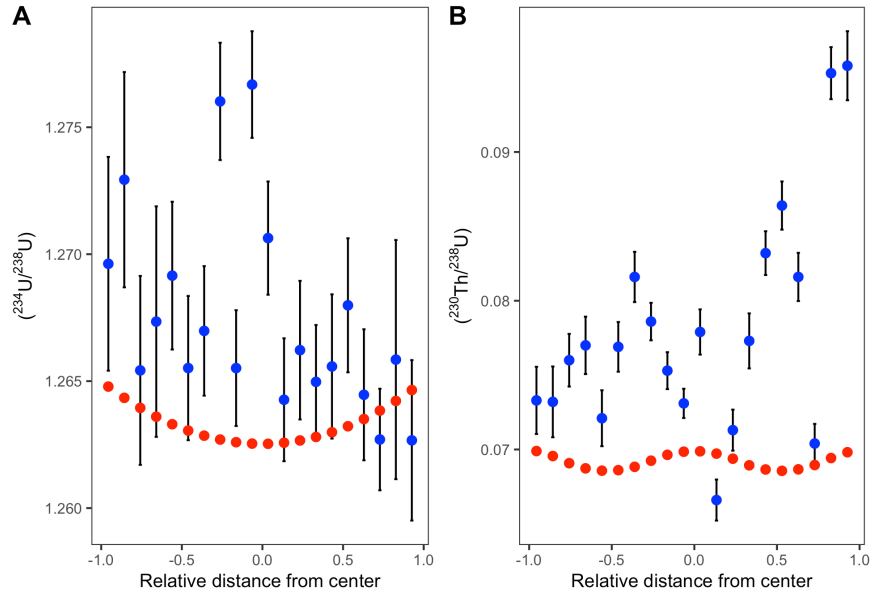 A
B
(²³⁴U/²³⁸U)
1.275
1.270
1.265
1.260
-1.0 -0.5 0.0 0.5 1.0
Relative distance from center
(²³⁰Th/²³⁸U)
0.09
0.08
0.07
-1.0 -0.5 0.0 0.5 1.0
Relative distance from center